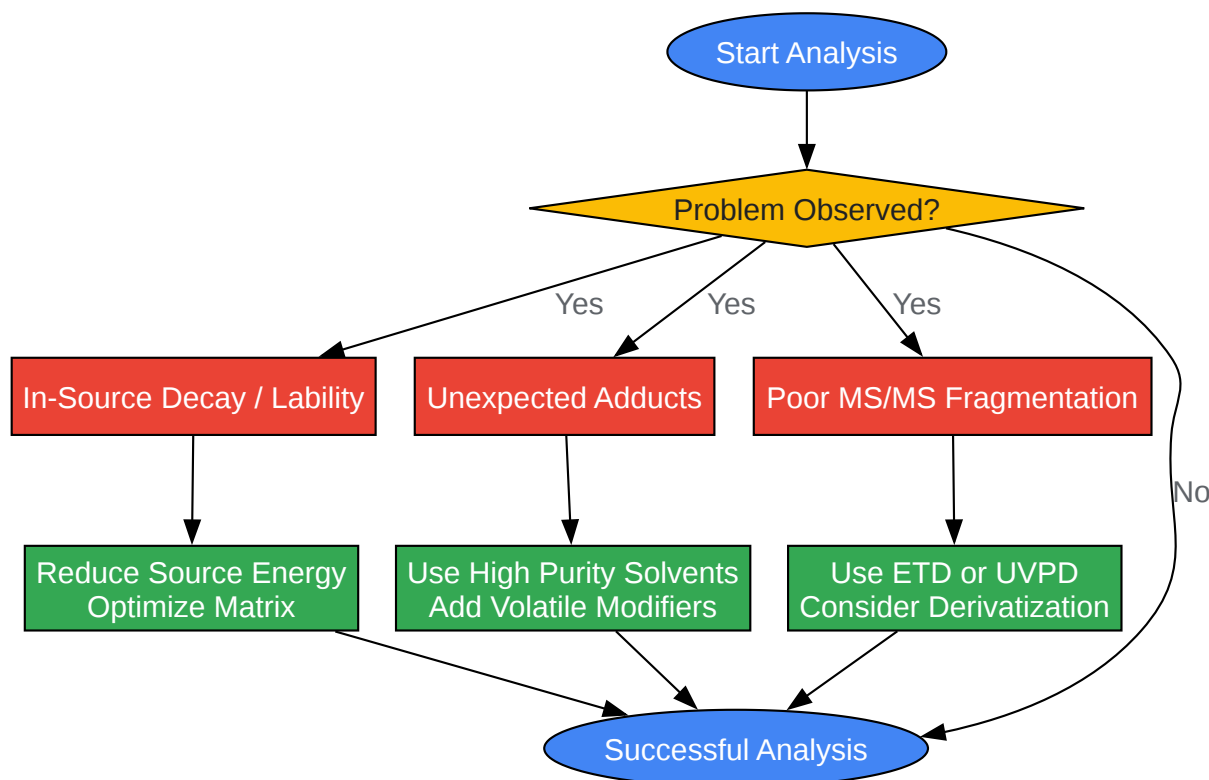 Start Analysis
Problem Observed?
Yes
Yes
Yes
In-Source Decay / Lability
Unexpected Adducts
Poor MS/MS Fragmentation
No
Reduce Source Energy
Optimize Matrix
Use High Purity Solvents
Add Volatile Modifiers
Use ETD or UVPD
Consider Derivatization
Successful Analysis